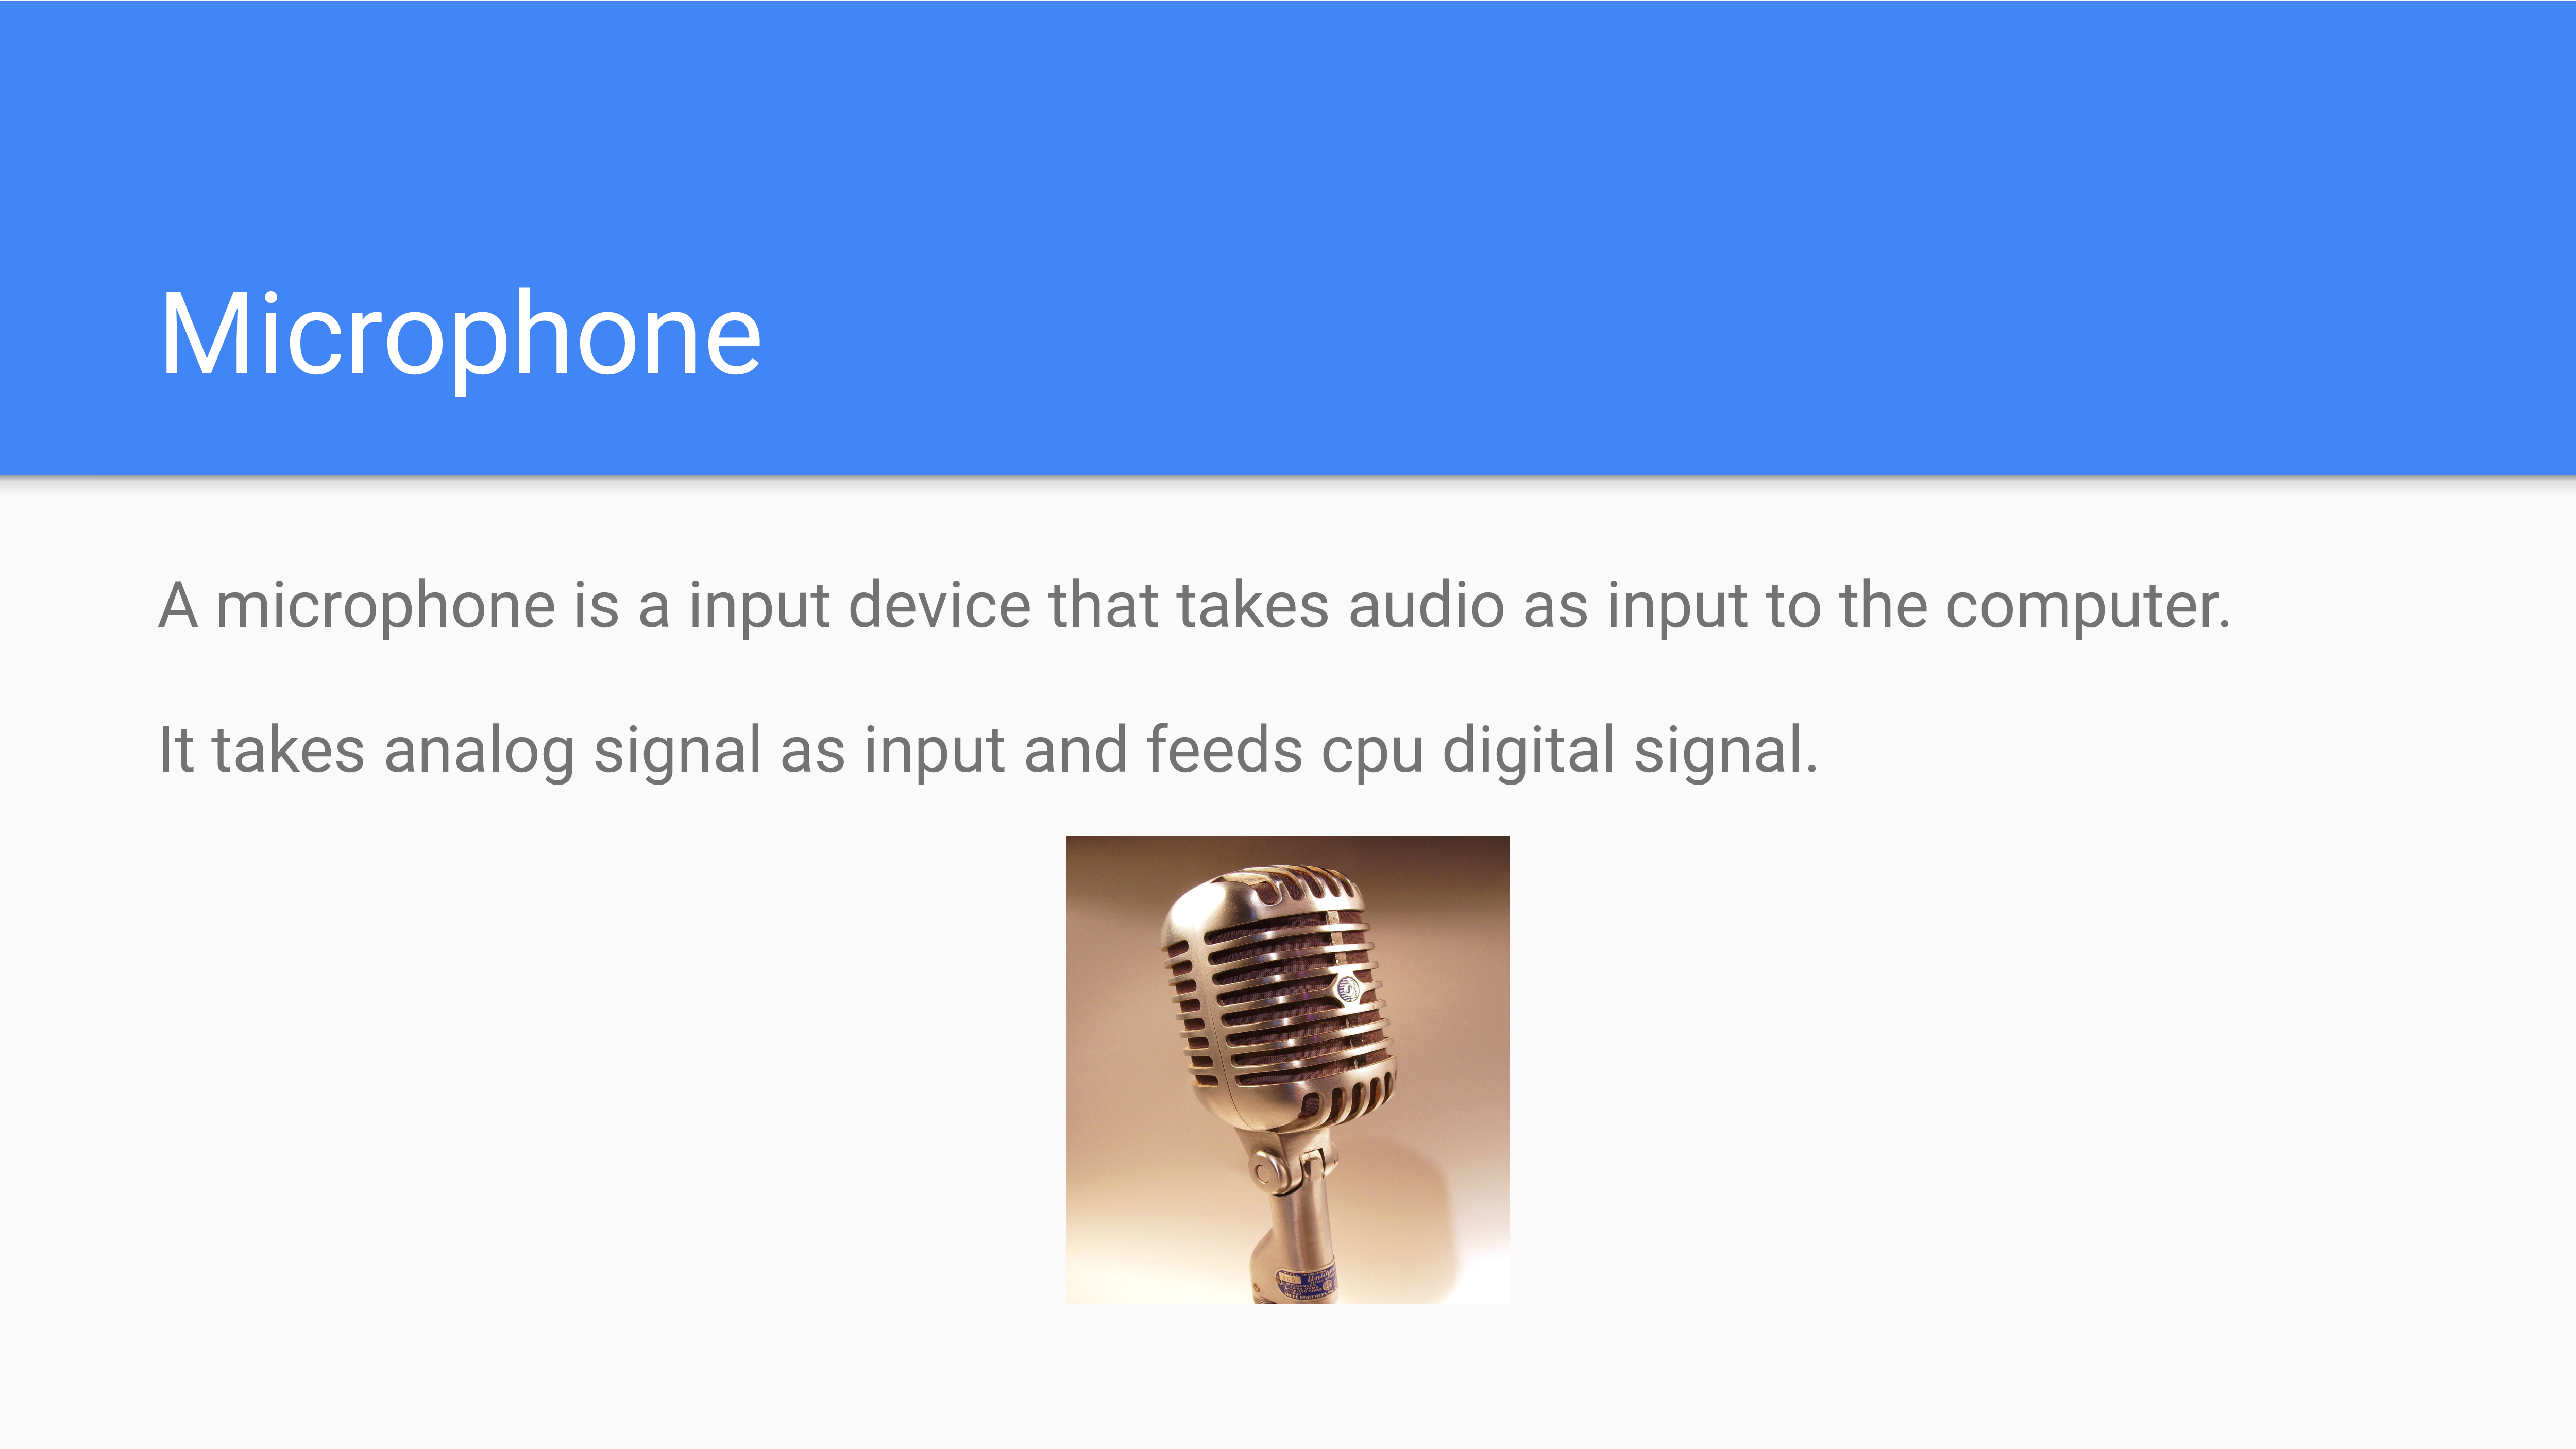 Microphone
A microphone is a input device that takes audio as input to the computer.
It takes analog signal as input and feeds cpu digital signal.